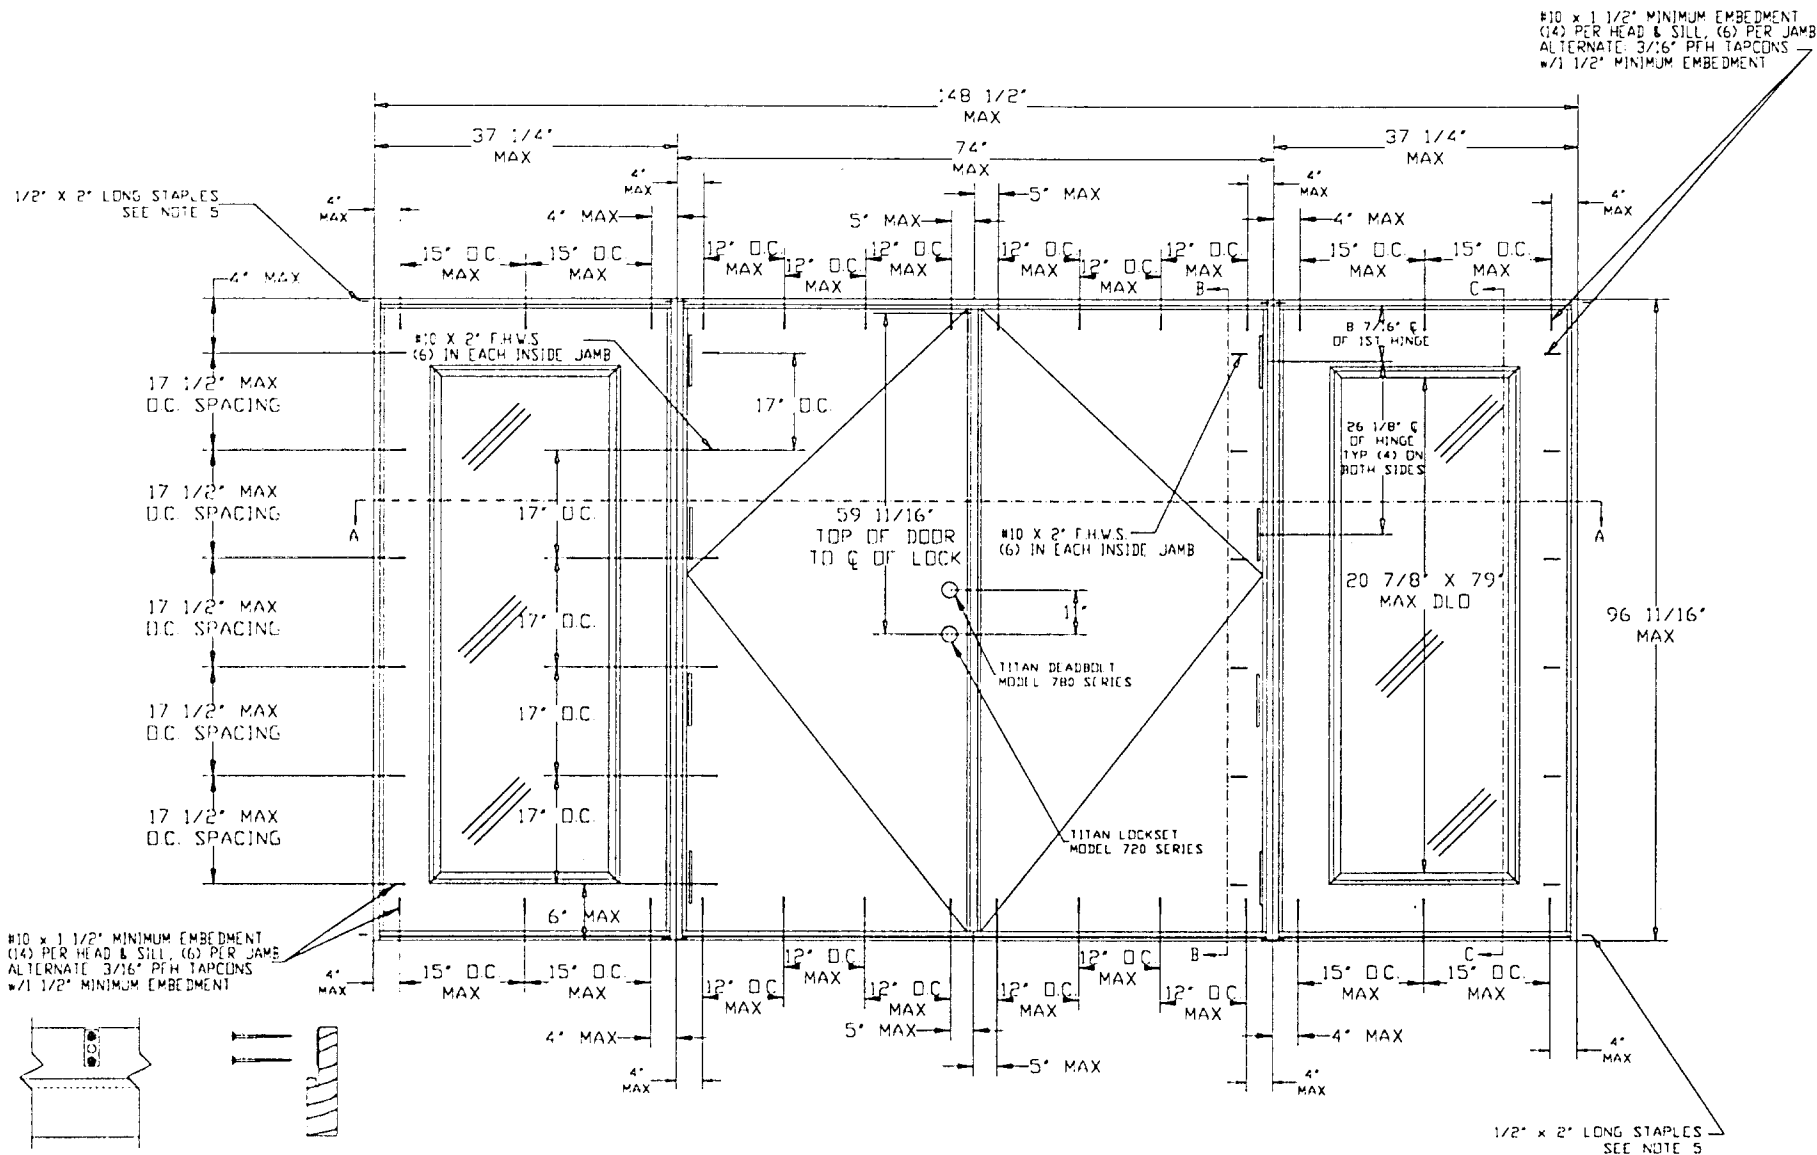 #10 x 1 1/2" MINIMUM EMBEDMENT
(14) PER HEAD & SILL, (6) PER JAMB
ALTERNATE: 3/16" PFH TAPCONS
w/1 1/2" MINIMUM EMBEDMENT
148 1/2"
MAX
37 1/4"
MAX
74"
MAX
37 1/4"
MAX
1/2" X 2" LONG STAPLES
SEE NOTE 5
4"
MAX
4" MAX
4"
MAX
5" MAX
5" MAX
4"
MAX
4" MAX
4"
MAX
15" O.C.
MAX
15" O.C.
MAX
12" O.C.
MAX
12" O.C.
MAX
12" O.C.
MAX
12" O.C.
MAX
12" O.C.
MAX
12" O.C.
MAX
15" O.C.
MAX
15" O.C.
MAX
4" MAX
B
C
#10 X 2" F.H.W.S
(6) IN EACH INSIDE JAMB
8 7/16" ℄
OF 1ST HINGE
17 1/2" MAX
O.C. SPACING
17" O.C.
26 1/8" ℄
OF HINGE
TYP (4) ON
BOTH SIDES
17 1/2" MAX
O.C. SPACING
17" O.C.
A
59 11/16"
TOP OF DOOR
TO ℄ OF LOCK
#10 X 2" F.H.W.S.
(6) IN EACH INSIDE JAMB
A
20 7/8" X 79"
MAX DLO
17 1/2" MAX
O.C. SPACING
17" O.C.
11"
96 11/16"
MAX
TITAN DEADBOLT
MODEL 780 SERIES
17 1/2" MAX
O.C. SPACING
17" O.C.
17 1/2" MAX
O.C. SPACING
17" O.C.
TITAN LOCKSET
MODEL 720 SERIES
6" MAX
#10 x 1 1/2" MINIMUM EMBEDMENT
(14) PER HEAD & SILL, (6) PER JAMB
ALTERNATE 3/16" PFH TAPCONS
w/1 1/2" MINIMUM EMBEDMENT
4"
MAX
15" O.C.
MAX
15" O.C.
MAX
12" O.C.
MAX
12" O.C.
MAX
12" O.C.
MAX
12" O.C.
MAX
12" O.C.
MAX
12" O.C.
MAX
B
C
15" O.C.
MAX
15" O.C.
MAX
4" MAX
5" MAX
4" MAX
4"
MAX
4"
MAX
5" MAX
4"
MAX
1/2" x 2" LONG STAPLES
SEE NOTE 5